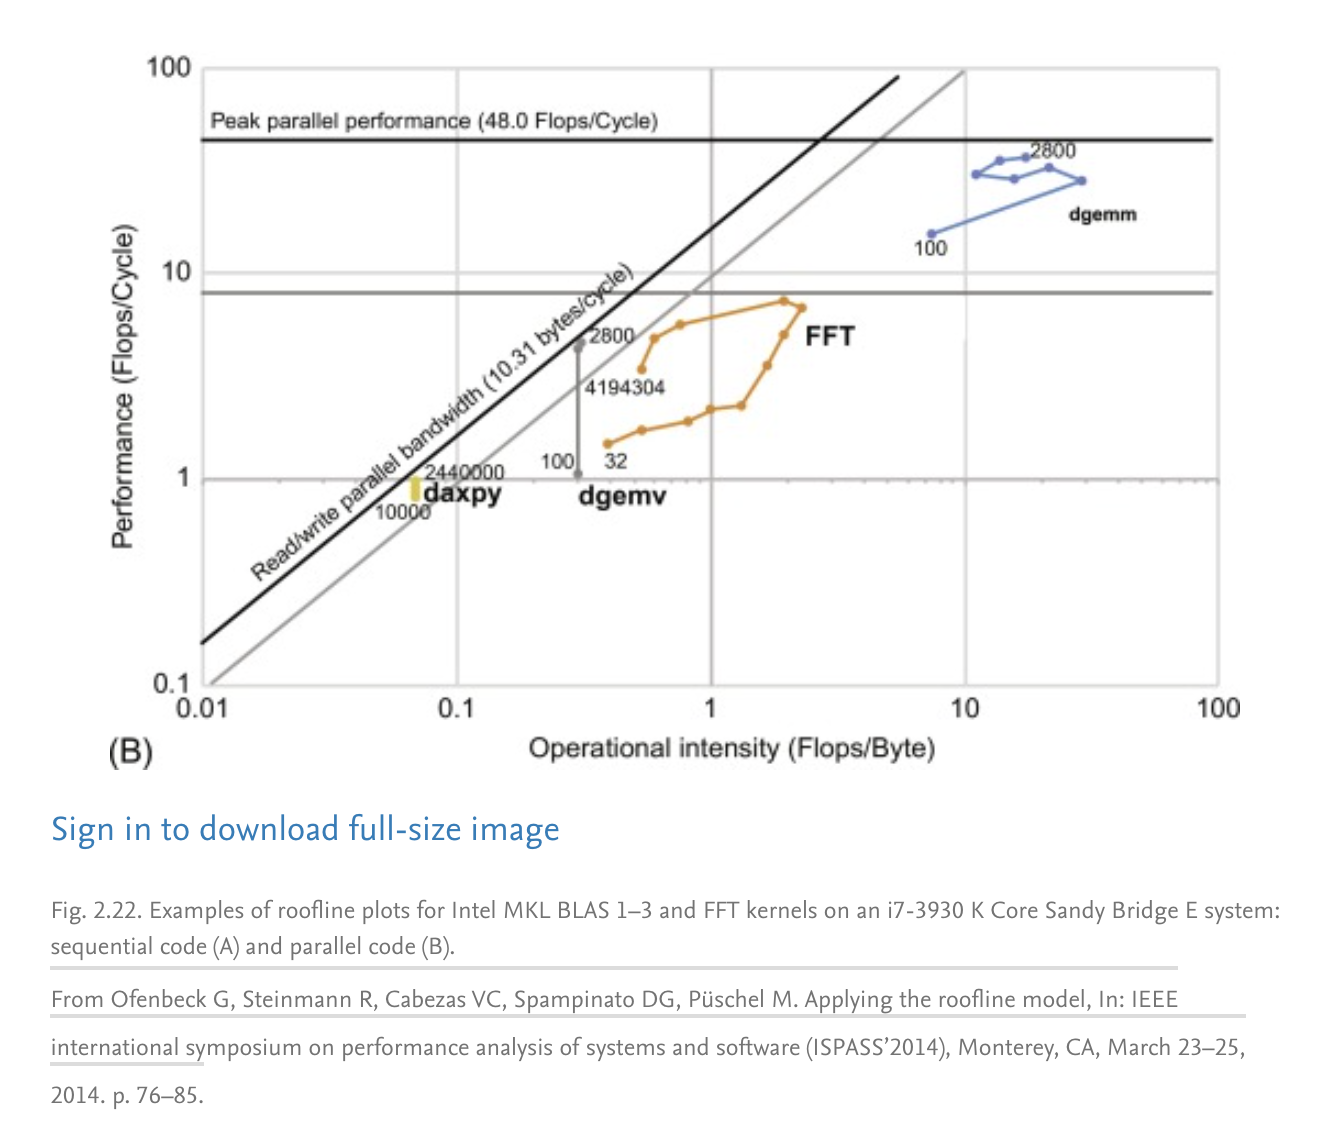 100
Peak parallel performance (48.0 Flops/Cycle)
2800
dgemm
100
10
Read/write parallel bandwidth (10.31 bytes/cycle)
2800
FFT
4194304
100
32
2440000
1
daxpy
dgemv
10000
0.1
0.01
0.1
1
10
100
Performance (Flops/Cycle)
(B)
Operational intensity (Flops/Byte)
Sign in to download full-size image
Fig. 2.22. Examples of roofline plots for Intel MKL BLAS 1–3 and FFT kernels on an i7-3930 K Core Sandy Bridge E system:
sequential code (A) and parallel code (B).
From Ofenbeck G, Steinmann R, Cabezas VC, Spampinato DG, Püschel M. Applying the roofline model, In: IEEE
international symposium on performance analysis of systems and software (ISPASS’2014), Monterey, CA, March 23–25,
2014. p. 76–85.